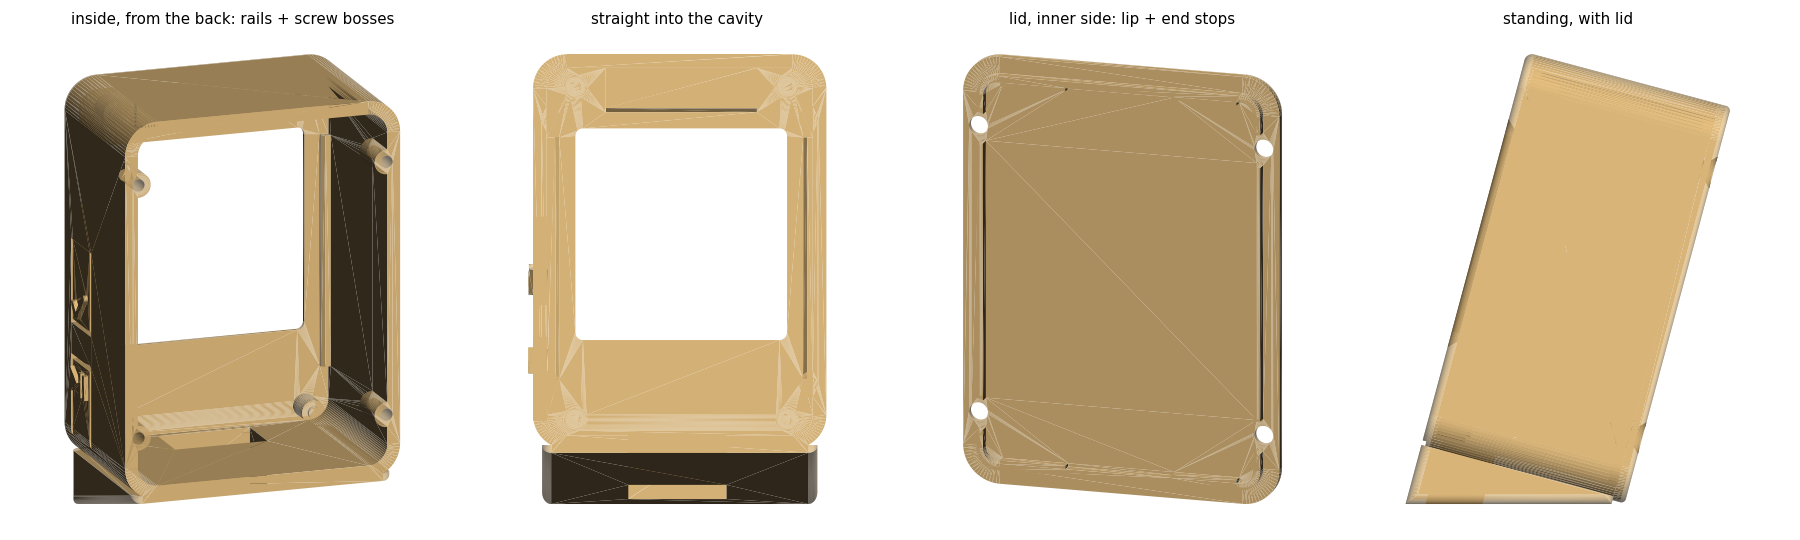 inside, from the back: rails + screw bosses
straight into the cavity
lid, inner side: lip + end stops
standing, with lid